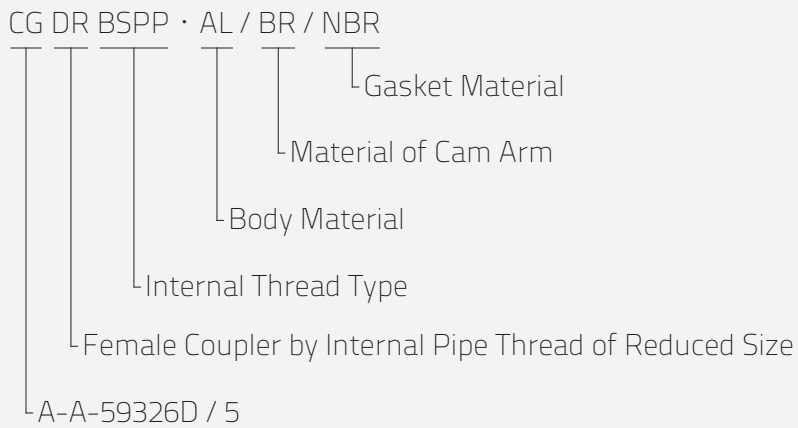 CG DR BSPP · AL / BR / NBR
Gasket Material
Material of Cam Arm
Body Material
Internal Thread Type
Female Coupler by Internal Pipe Thread of Reduced Size
A-A-59326D / 5